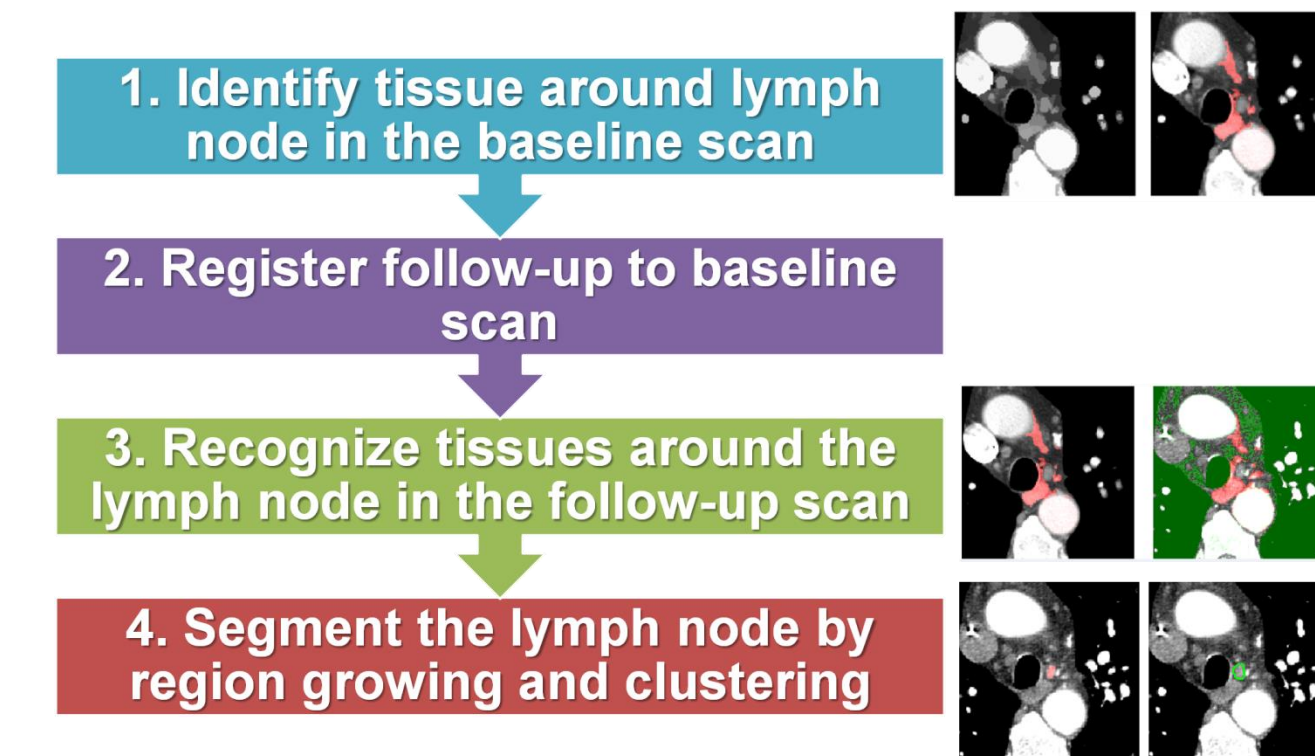 1. Identify tissue around lymph
node in the baseline scan
2. Register follow-up to baseline
scan
3. Recognize tissues around the
lymph node in the follow-up scan
4. Segment the lymph node by
region growing and clustering